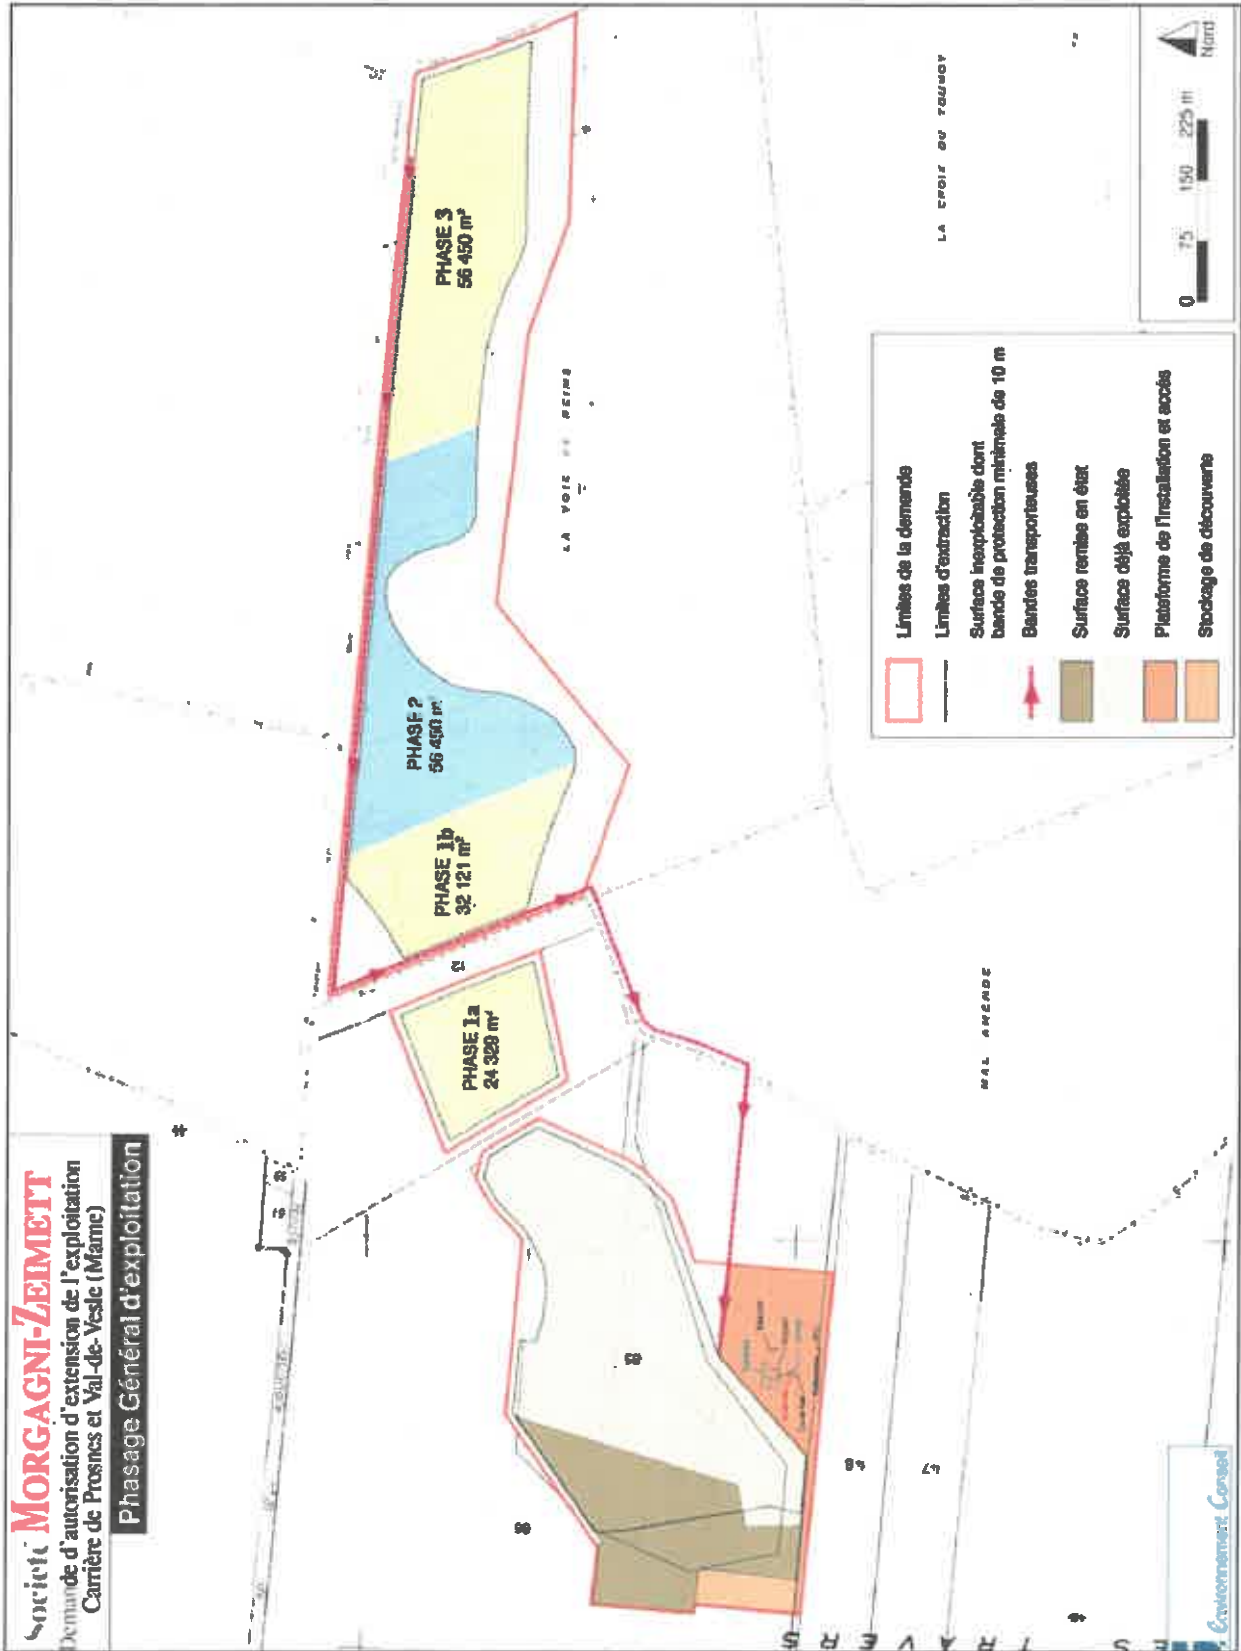 Société MORGAGNI-ZEIMETT
Demande d'autorisation d'extension de l'exploitation
Carrière de Prosnes et Val-de-Vesle (Marne)
Phasage Général d'exploitation
PHASE 1a
24 329 m²
PHASE 1b
32 121 m²
PHASE 2
56 450 m²
PHASE 3
56 450 m²
LA VOIE DE REIMS
LA CROIX DU
MAL AMENDE
48
47
Limites de la demande
Limites d'extraction
Surface inexploitable dont
bande de protection minimale de 10 m
Bandes transporteuses
Surface remise en état
Surface déjà exploitée
Plateforme de l'installation et accès
Stockage de découverte
0 75 150 225 m
Nord
Environnement Conseil